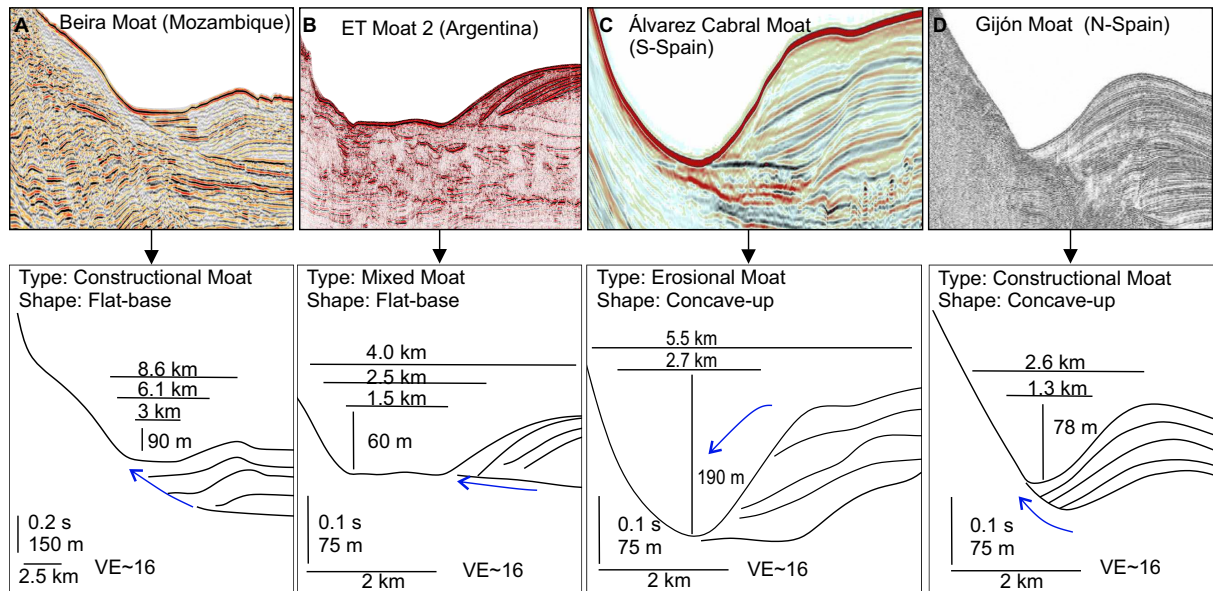 A Beira Moat (Mozambique)
B ET Moat 2 (Argentina)
C Álvarez Cabral Moat
(S-Spain)
D Gijón Moat (N-Spain)
Type: Constructional Moat
Shape: Flat-base
8.6 km
6.1 km
3 km
90 m
0.2 s
150 m
2.5 km
VE~16
Type: Mixed Moat
Shape: Flat-base
4.0 km
2.5 km
1.5 km
60 m
0.1 s
75 m
2 km
VE~16
Type: Erosional Moat
Shape: Concave-up
5.5 km
2.7 km
190 m
0.1 s
75 m
2 km
VE~16
Type: Constructional Moat
Shape: Concave-up
2.6 km
1.3 km
78 m
0.1 s
75 m
2 km
VE~16